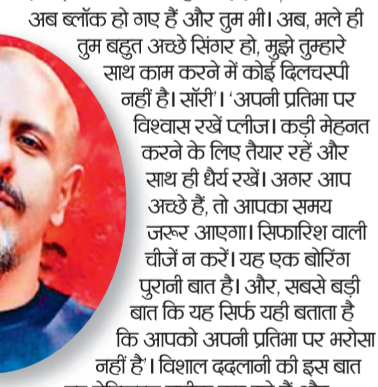 अब ब्लॉक हो गए हैं और तुम भी। अब, भले ही
तुम बहुत अच्छे सिंगर हो, मुझे तुम्हारे
साथ काम करने में कोई दिलचस्पी
नहीं है। सॉरी'। 'अपनी प्रतिभा पर
विश्वास रखें प्लीज। कड़ी मेहनत
करने के लिए तैयार रहें और
साथ ही धैर्य रखें। अगर आप
अच्छे हैं, तो आपका समय
जरूर आएगा। सिफारिश वाली
चीजें न करें। यह एक बोरिंग
पुरानी बात है। और, सबसे बड़ी
बात कि यह सिर्फ यही बताता है
कि आपको अपनी प्रतिभा पर भरोसा
नहीं है'। विशाल ददलानी की इस बात